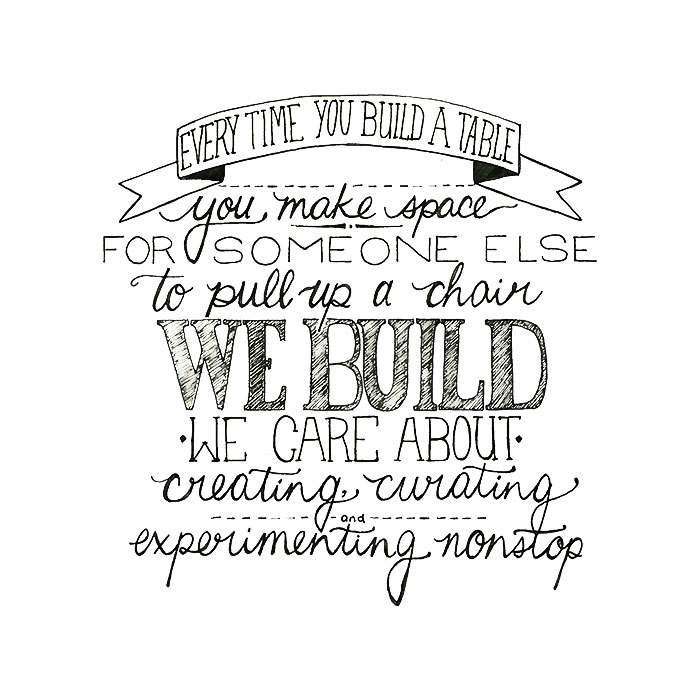 EVERY TIME YOU BUILD A TABLE
you make space
FOR SOMEONE ELSE
to pull up a chair
WE BUILD
·WE CARE ABOUT·
creating, curating
and
experimenting nonstop